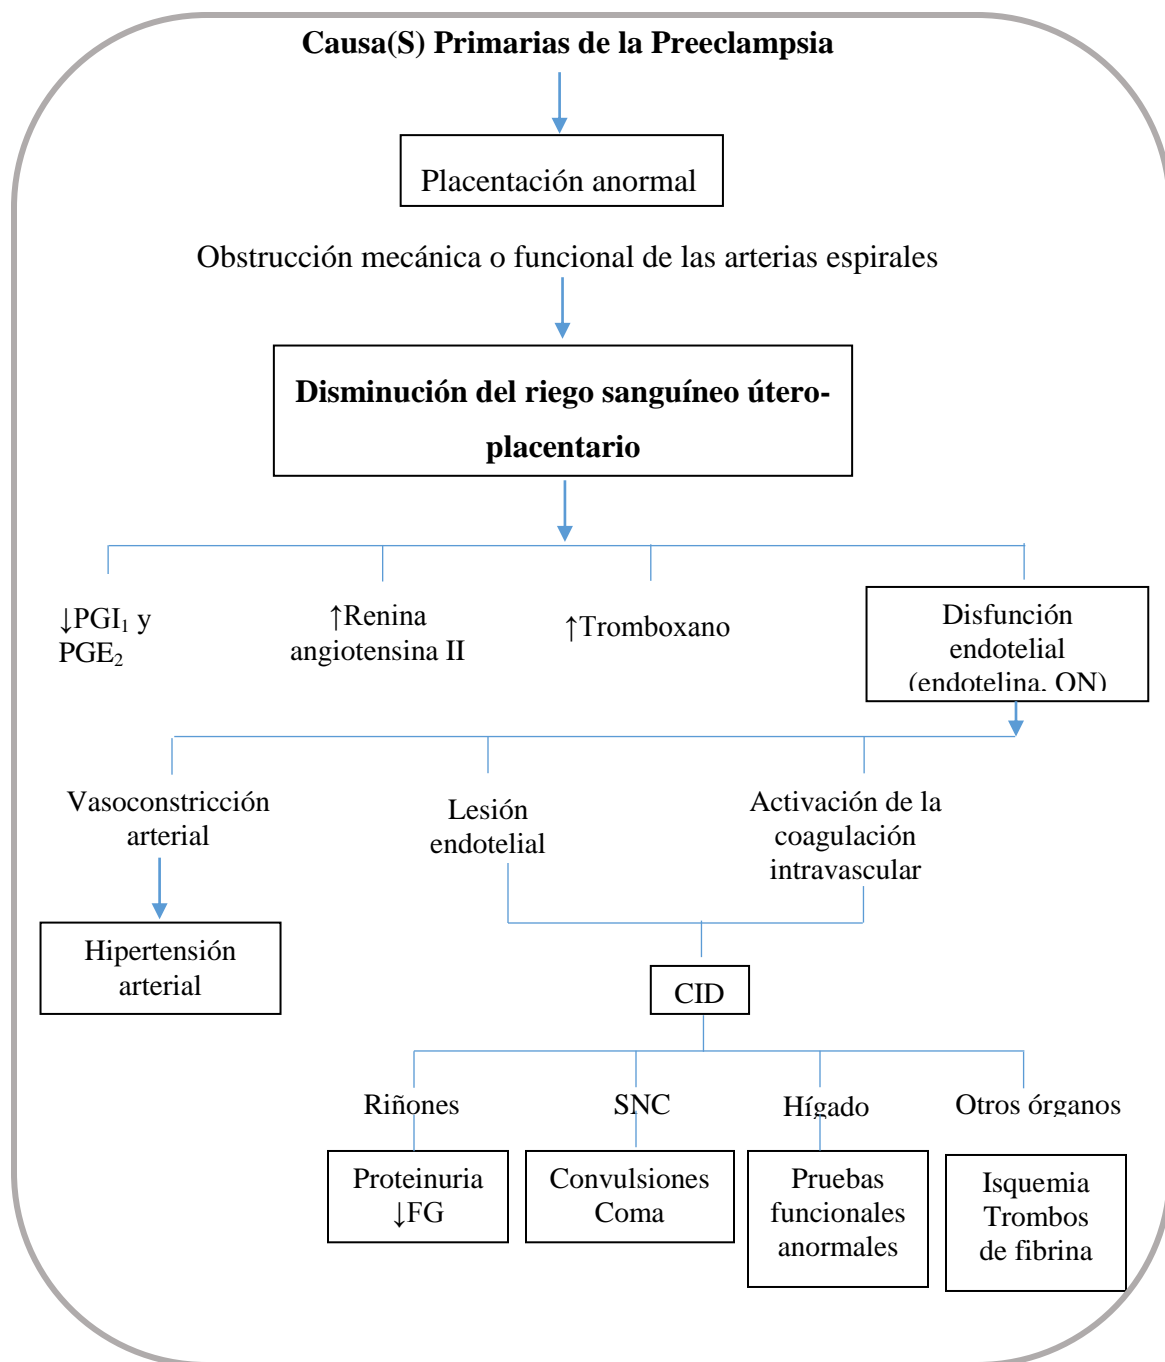 Causa(S) Primarias de la Preeclampsia
Placentación anormal
Obstrucción mecánica o funcional de las arterias espirales
Disminución del riego sanguíneo útero-
placentario
↓PGI₁ y
PGE₂
↑Renina
angiotensina II
↑Tromboxano
Disfunción
endotelial
(endotelina, ON)
Vasoconstricción
arterial
Lesión
endotelial
Activación de la
coagulación
intravascular
Hipertensión
arterial
CID
Riñones
SNC
Hígado
Otros órganos
Proteinuria
↓FG
Convulsiones
Coma
Pruebas
funcionales
anormales
Isquemia
Trombos
de fibrina